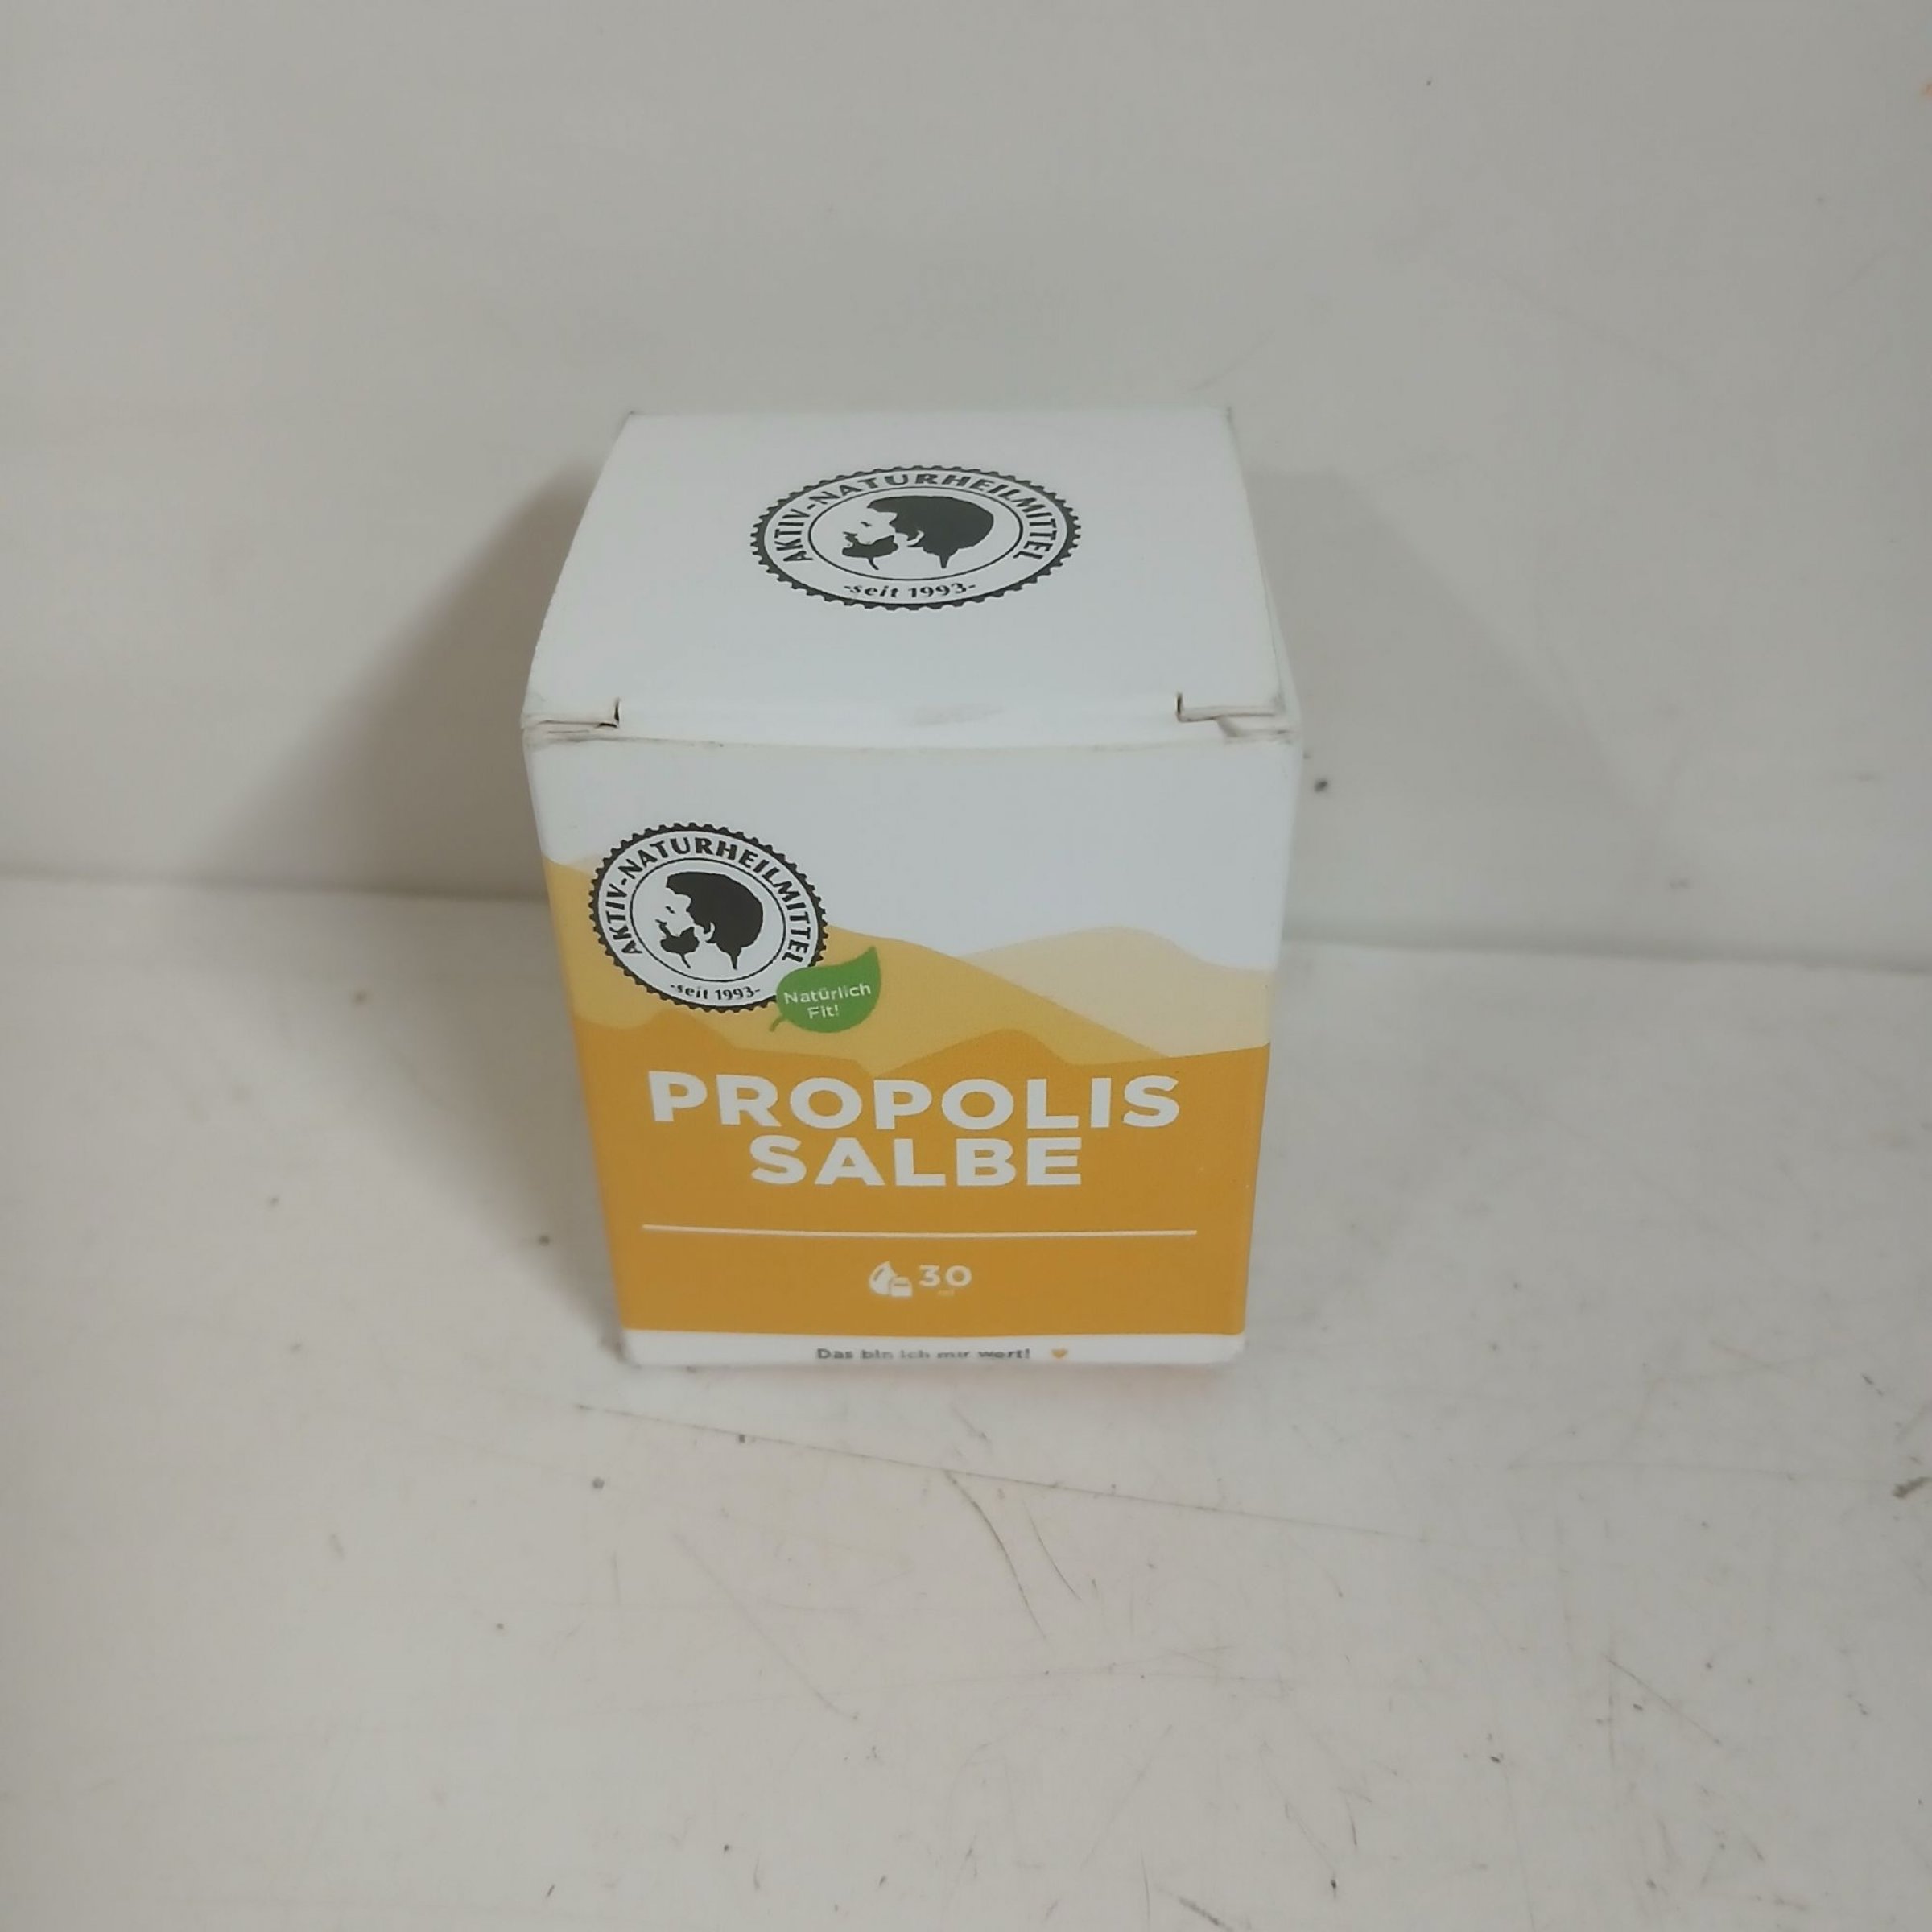 AKTIV-NATURHEILMITTEL
-seit 1993-
AKTIV-NATURHEILMITTEL
-seit 1993-
Natürlich
Fit!
PROPOLIS
SALBE
30
Das bin ich mir wert!